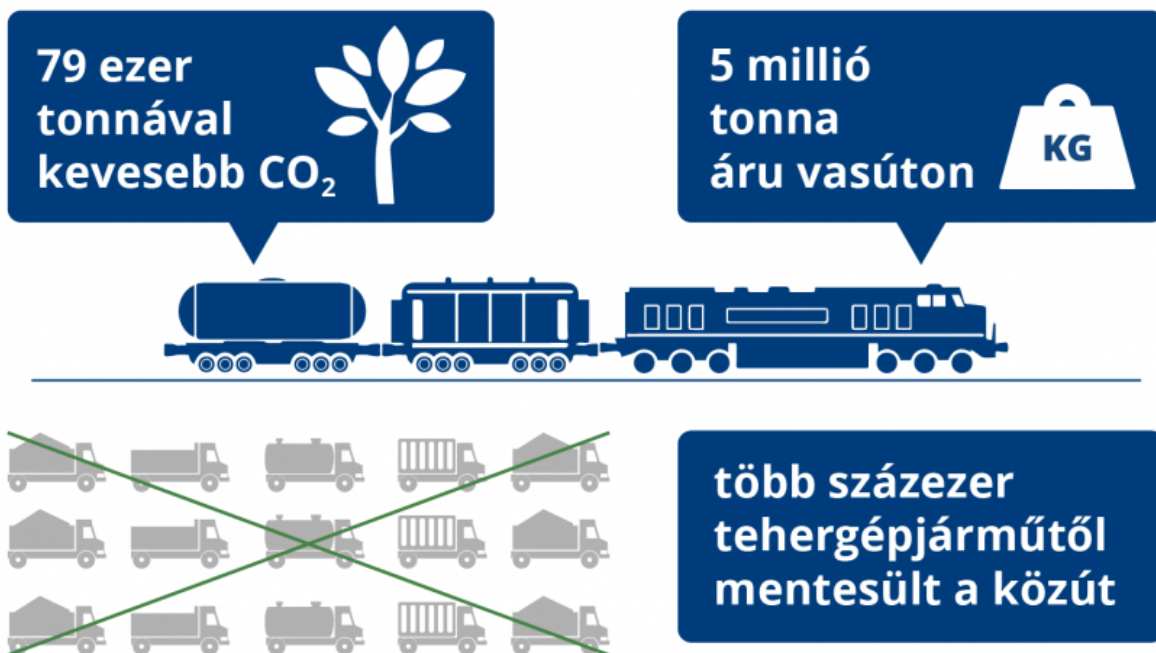 79 ezer
tonnával
kevesebb CO₂
5 millió
tonna
áru vasúton
KG
több százezer
tehergépjárműtől
mentesült a közút